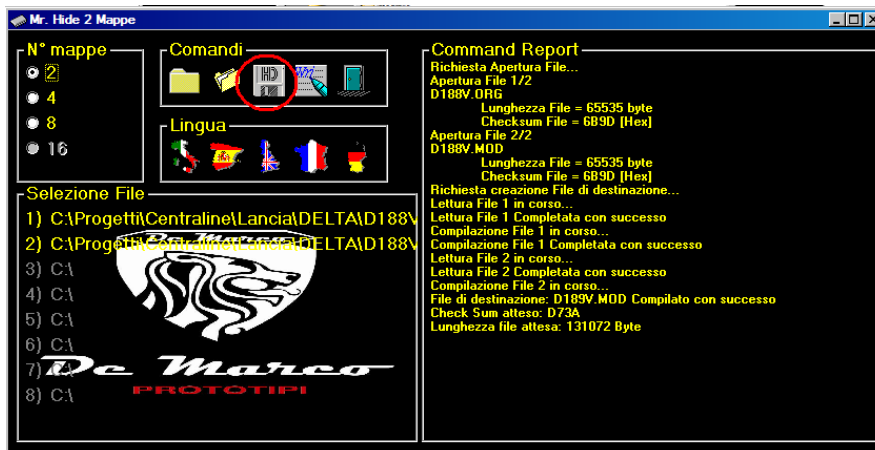 Mr. Hide 2 Mappe
N° mappe
2
4
8
16
Comandi
HD
Lingua
Selezione File
1) C:\Progetti\Centraline\Lancia\DELTA\D188V
2) C:\Progetti\Centraline\Lancia\DELTA\D188V
3) C:\
4) C:\
5) C:\
6) C:\
7) C:\
8) C:\
De Marco
De Marco
PROTOTIPI
Command Report
Richiesta Apertura File...
Apertura File 1/2
D188V.ORG
Lunghezza File = 65535 byte
Checksum File = 6B9D [Hex]
Apertura File 2/2
D188V.MOD
Lunghezza File = 65535 byte
Checksum File = 6B9D [Hex]
Richiesta creazione File di destinazione...
Lettura File 1 in corso...
Lettura File 1 Completata con successo
Compilazione File 1 in corso...
Compilazione File 1 Completata con successo
Lettura File 2 in corso...
Lettura File 2 Completata con successo
Compilazione File 2 in corso...
File di destinazione: D189V.MOD Compilato con successo
Check Sum atteso: D73A
Lunghezza file attesa: 131072 Byte